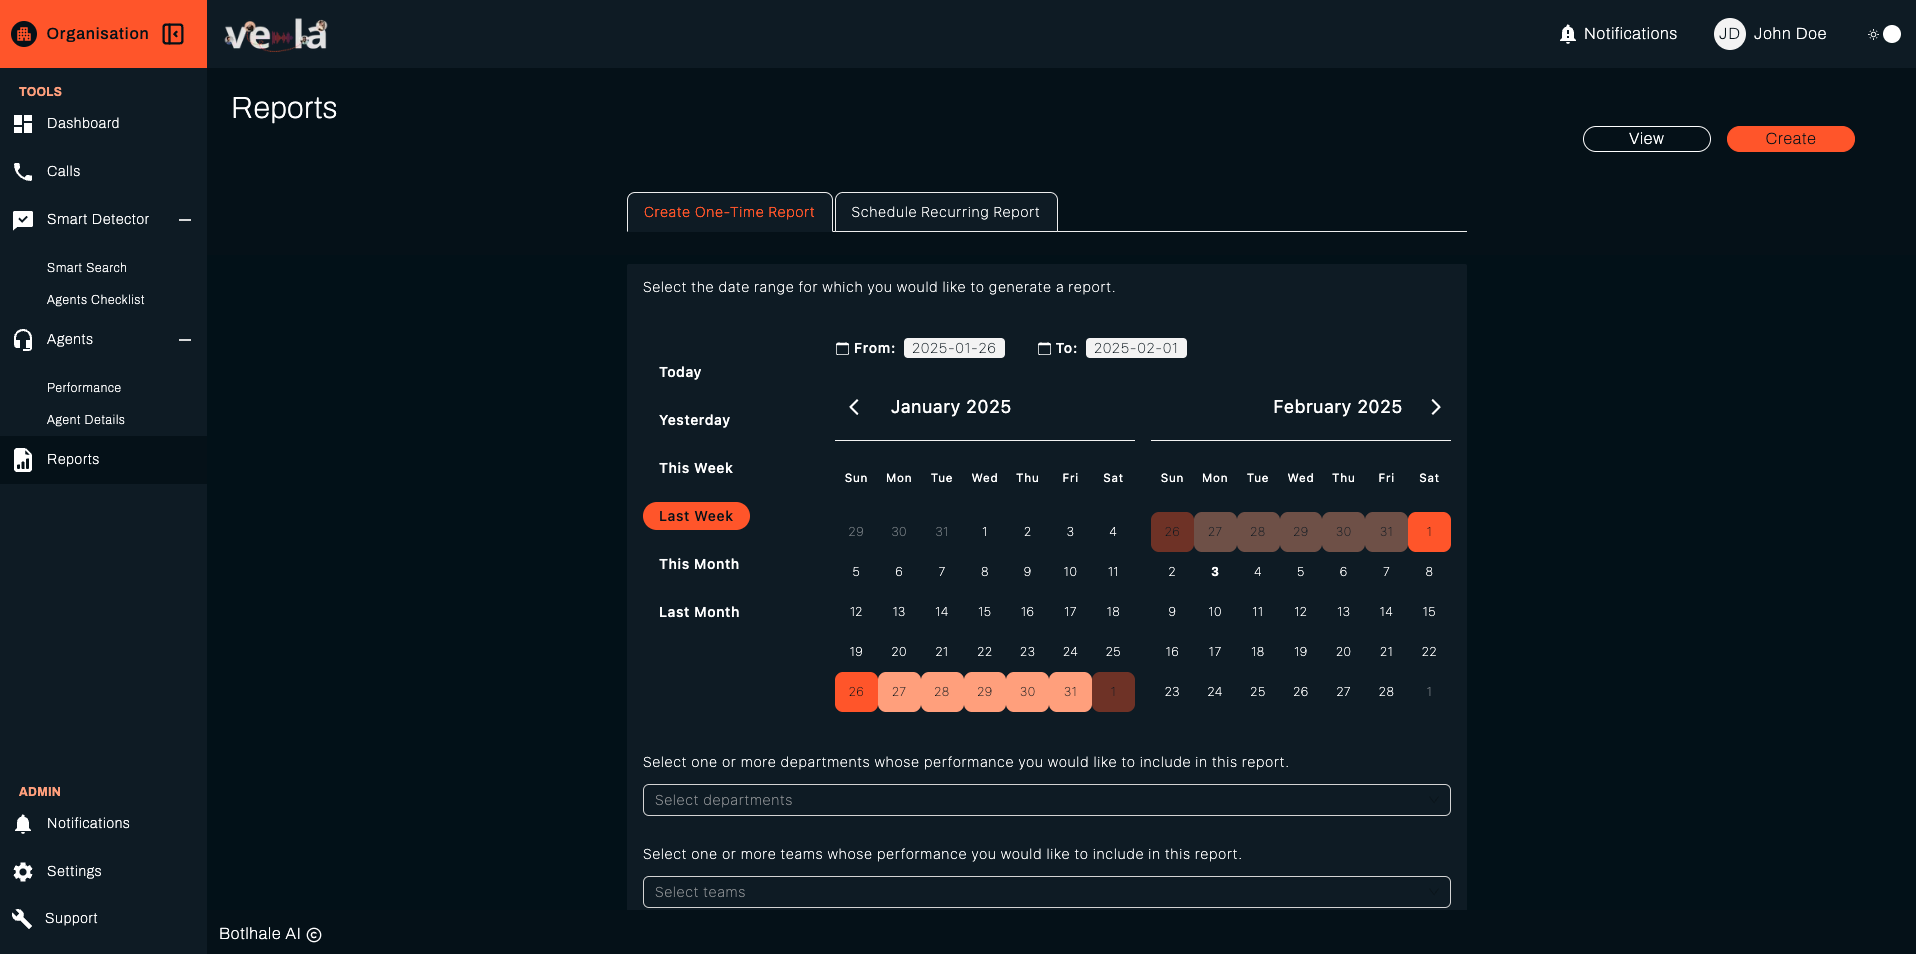 Organisation
vela
Notifications
JD John Doe
TOOLS
Dashboard
Calls
Smart Detector
Smart Search
Agents Checklist
Agents
Performance
Agent Details
Reports
ADMIN
Notifications
Settings
Support
Reports
View Create
Create One-Time Report Schedule Recurring Report
Select the date range for which you would like to generate a report.
Today
Yesterday
This Week
Last Week
This Month
Last Month
From: 2025-01-26 To: 2025-02-01
January 2025
Sun Mon Tue Wed Thu Fri Sat
29 30 31 1 2 3 4
5 6 7 8 9 10 11
12 13 14 15 16 17 18
19 20 21 22 23 24 25
26 27 28 29 30 31 1
February 2025
Sun Mon Tue Wed Thu Fri Sat
26 27 28 29 30 31 1
2 3 4 5 6 7 8
9 10 11 12 13 14 15
16 17 18 19 20 21 22
23 24 25 26 27 28 1
Select one or more departments whose performance you would like to include in this report.
Select departments
Select one or more teams whose performance you would like to include in this report.
Select teams
Botlhale AI ©